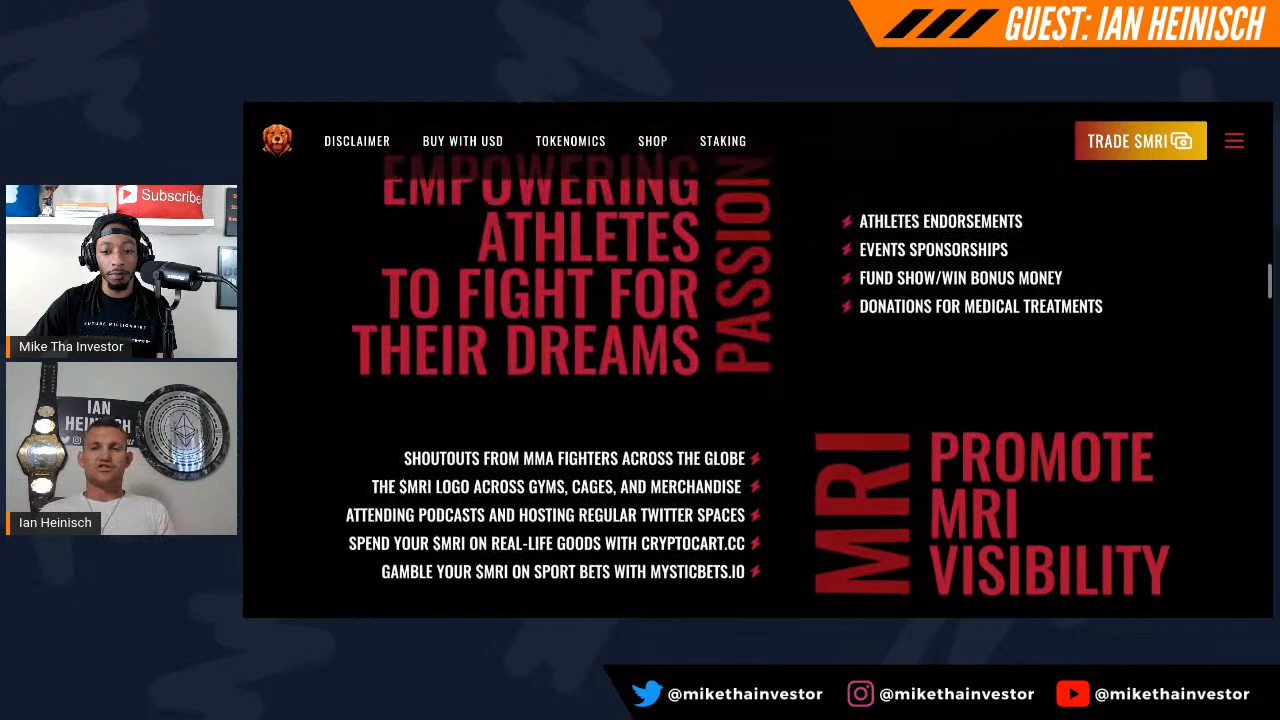 GUEST: IAN HEINISCH
DISCLAIMER
BUY WITH USD
TOKENOMICS
SHOP
STAKING
TRADE $MRI
EMPOWERING
ATHLETES
TO FIGHT FOR
THEIR DREAMS
PASSION
ATHLETES ENDORSEMENTS
EVENTS SPONSORSHIPS
FUND SHOW/WIN BONUS MONEY
DONATIONS FOR MEDICAL TREATMENTS
Subscribe
FUTURE MILLIONAIRE
Mike Tha Investor
IAN
Ian Heinisch
SHOUTOUTS FROM MMA FIGHTERS ACROSS THE GLOBE
THE $MRI LOGO ACROSS GYMS, CAGES, AND MERCHANDISE
ATTENDING PODCASTS AND HOSTING REGULAR TWITTER SPACES
SPEND YOUR $MRI ON REAL-LIFE GOODS WITH CRYPTOCART.CC
GAMBLE YOUR $MRI ON SPORT BETS WITH MYSTICBETS.IO
MRI
PROMOTE
MRI
VISIBILITY
@mikethainvestor
@mikethainvestor
@mikethainvestor